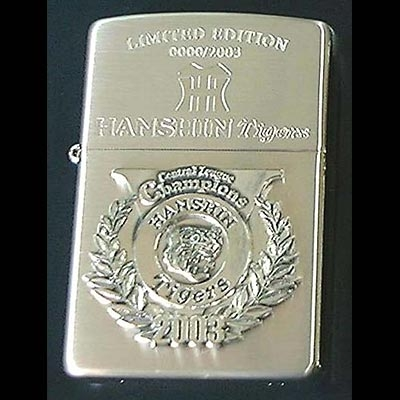 LIMITED EDITION
0000/2003
HANSHIN Tigers
Central League
Champions
HANSHIN
Tigers
2003